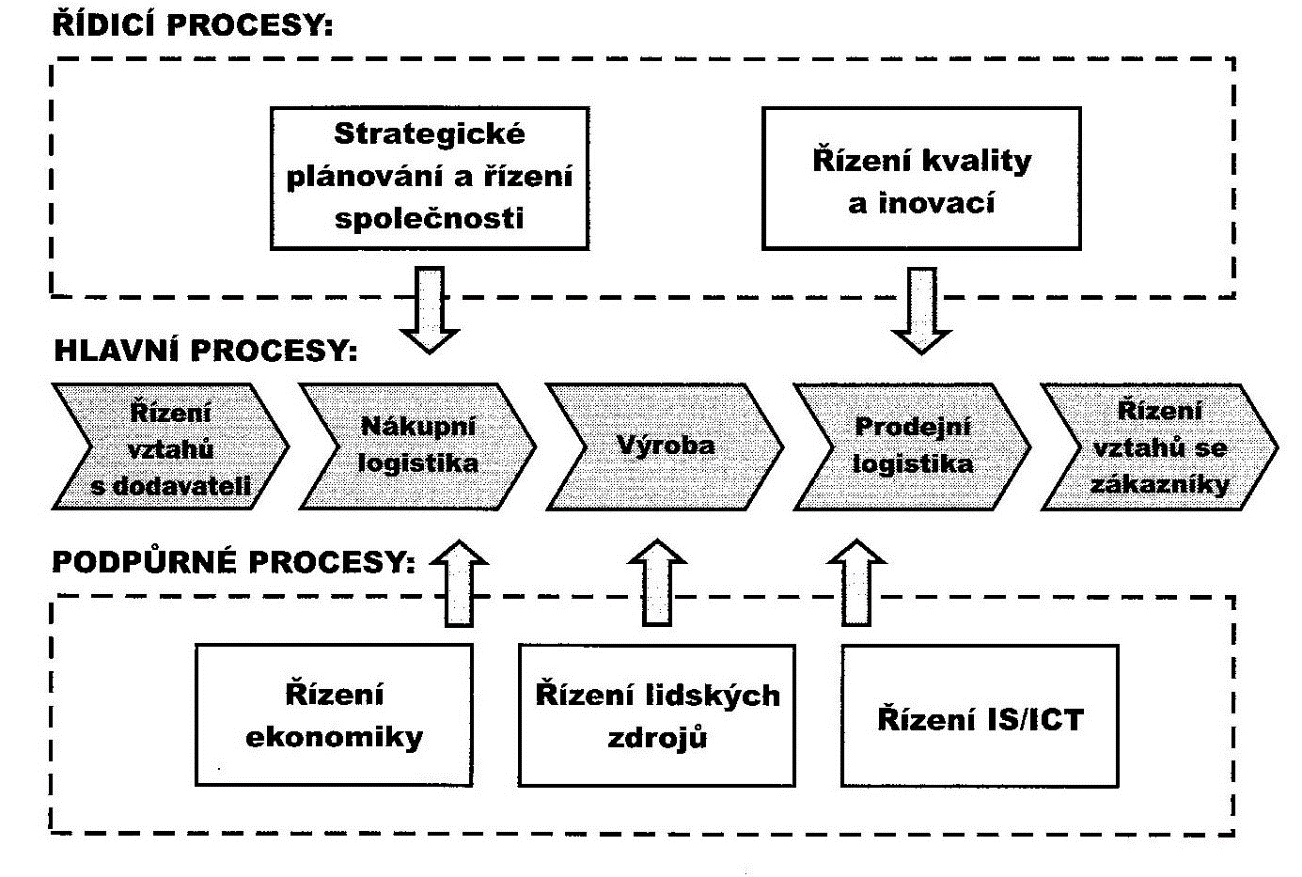 ŘÍDICÍ PROCESY:
Strategické
plánování a řízení
společnosti
Řízení kvality
a inovací
HLAVNÍ PROCESY:
Řízení
vztahů
s dodavateli
Nákupní
logistika
Výroba
Prodejní
logistika
Řízení
vztahů se
zákazníky
PODPŮRNÉ PROCESY:
Řízení
ekonomiky
Řízení lidských
zdrojů
Řízení IS/ICT